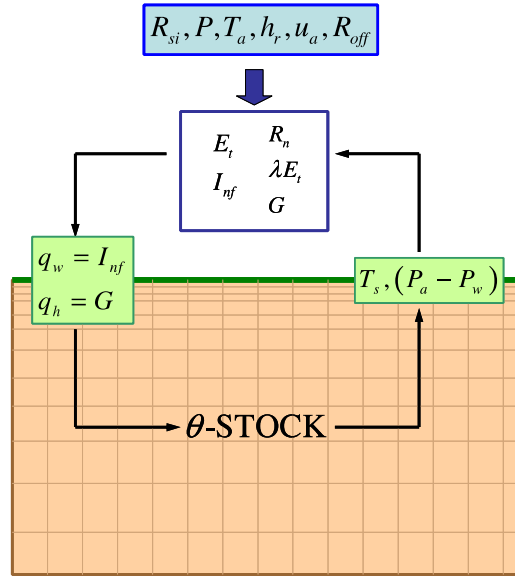 R_si, P, T_a, h_r, u_a, R_off
E_t R_n
I_nf λE_t
G
q_w = I_nf
q_h = G
T_s, (P_a − P_w)
θ-STOCK